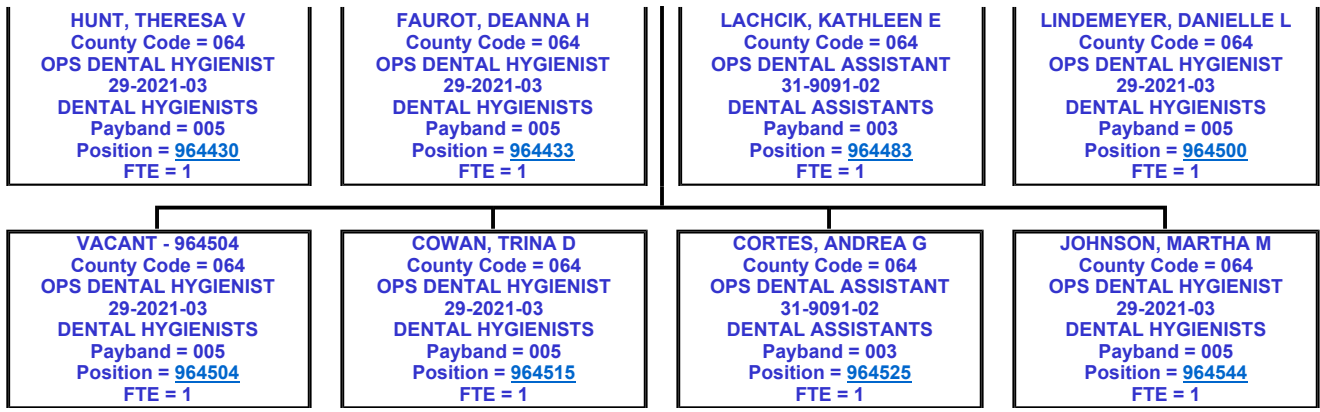 HUNT, THERESA V
County Code = 064
OPS DENTAL HYGIENIST
29-2021-03
DENTAL HYGIENISTS
Payband = 005
Position = 964430
FTE = 1
FAUROT, DEANNA H
County Code = 064
OPS DENTAL HYGIENIST
29-2021-03
DENTAL HYGIENISTS
Payband = 005
Position = 964433
FTE = 1
LACHCIK, KATHLEEN E
County Code = 064
OPS DENTAL ASSISTANT
31-9091-02
DENTAL ASSISTANTS
Payband = 003
Position = 964483
FTE = 1
LINDEMEYER, DANIELLE L
County Code = 064
OPS DENTAL HYGIENIST
29-2021-03
DENTAL HYGIENISTS
Payband = 005
Position = 964500
FTE = 1
VACANT - 964504
County Code = 064
OPS DENTAL HYGIENIST
29-2021-03
DENTAL HYGIENISTS
Payband = 005
Position = 964504
FTE = 1
COWAN, TRINA D
County Code = 064
OPS DENTAL HYGIENIST
29-2021-03
DENTAL HYGIENISTS
Payband = 005
Position = 964515
FTE = 1
CORTES, ANDREA G
County Code = 064
OPS DENTAL ASSISTANT
31-9091-02
DENTAL ASSISTANTS
Payband = 003
Position = 964525
FTE = 1
JOHNSON, MARTHA M
County Code = 064
OPS DENTAL HYGIENIST
29-2021-03
DENTAL HYGIENISTS
Payband = 005
Position = 964544
FTE = 1